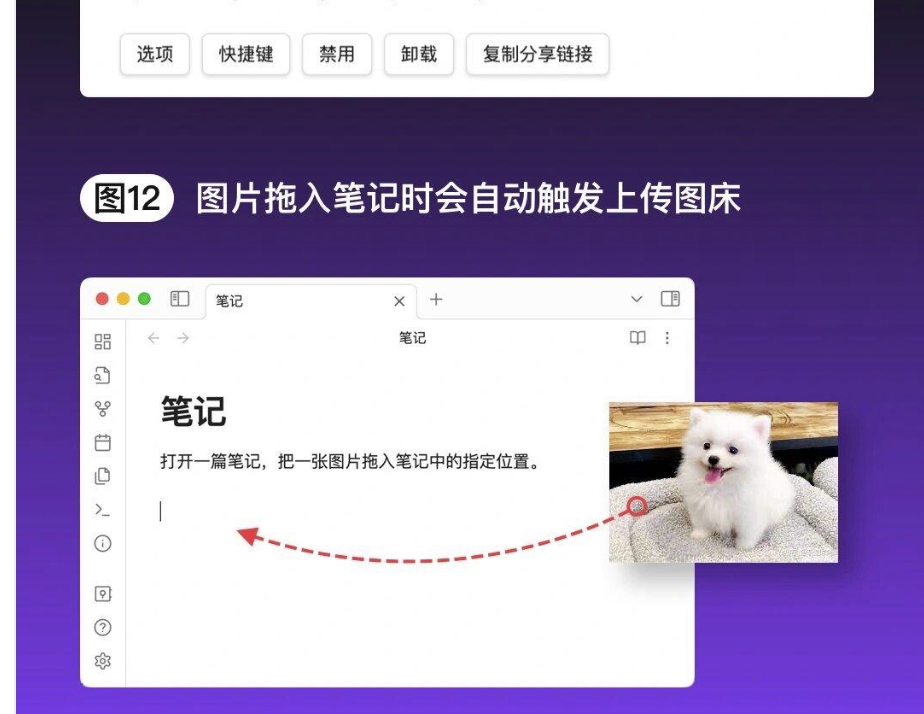 选项 快捷键 禁用 卸载 复制分享链接
图12 图片拖入笔记时会自动触发上传图床
笔记
笔记
笔记
打开一篇笔记，把一张图片拖入笔记中的指定位置。